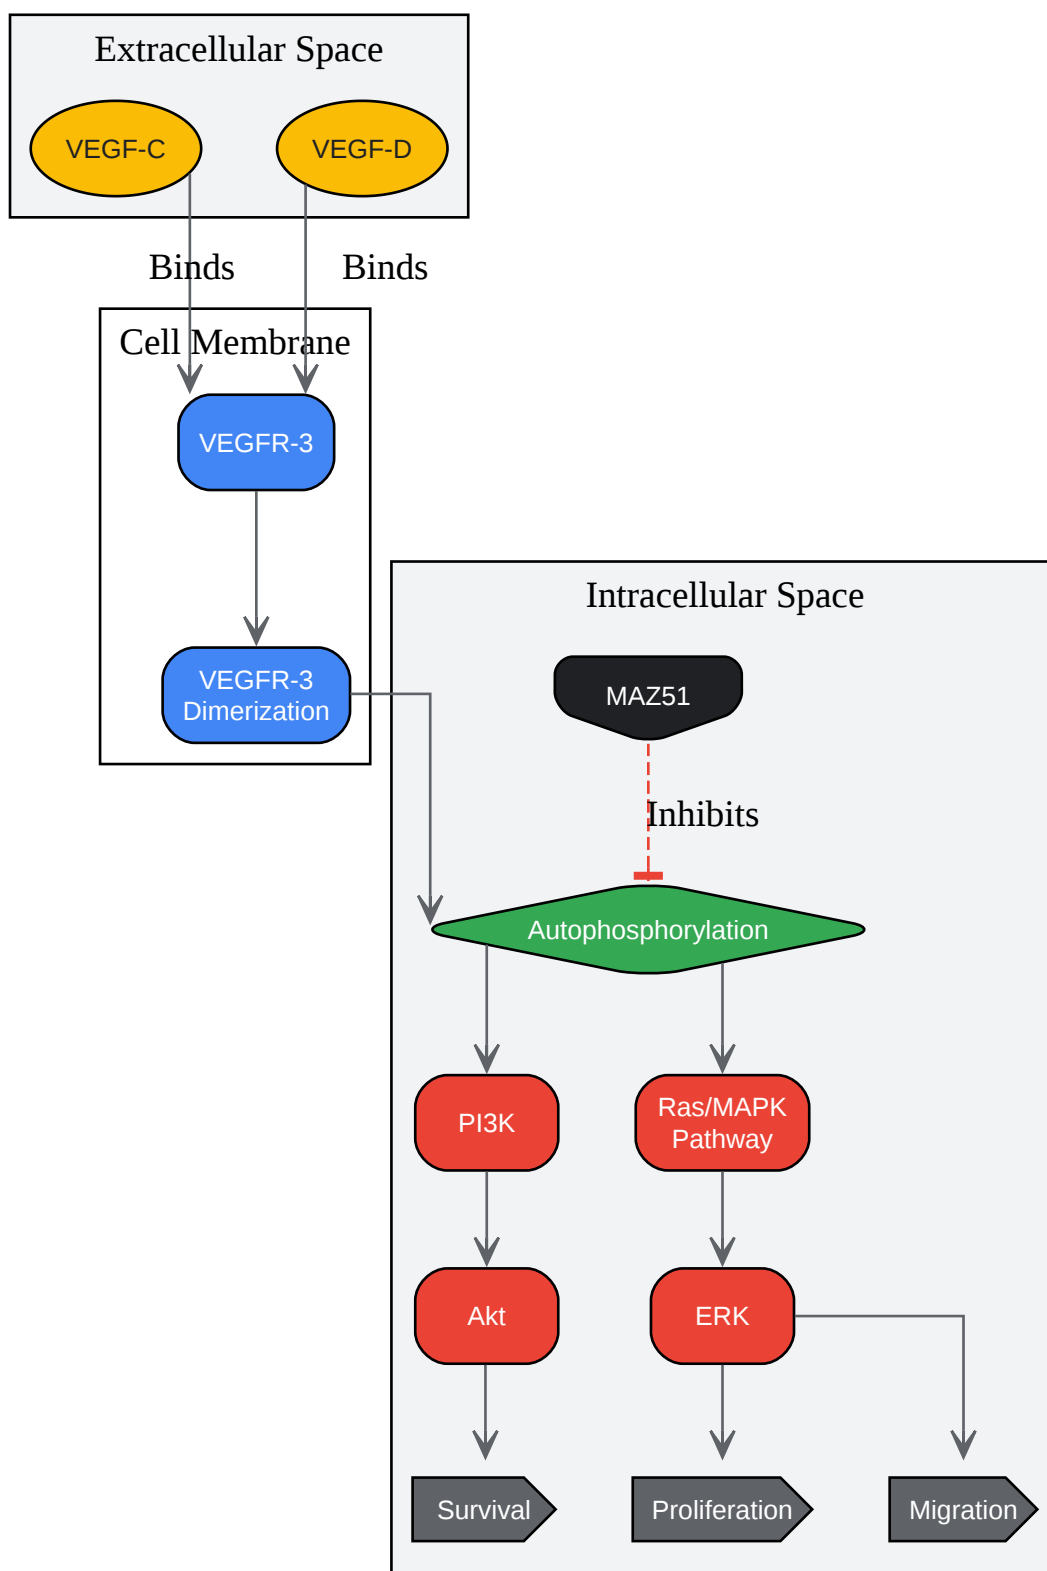 Extracellular Space
VEGF-C
VEGF-D
Binds
Binds
Cell Membrane
VEGFR-3
VEGFR-3
Dimerization
Intracellular Space
MAZ51
Inhibits
Autophosphorylation
PI3K
Ras/MAPK
Pathway
Akt
ERK
Survival
Proliferation
Migration